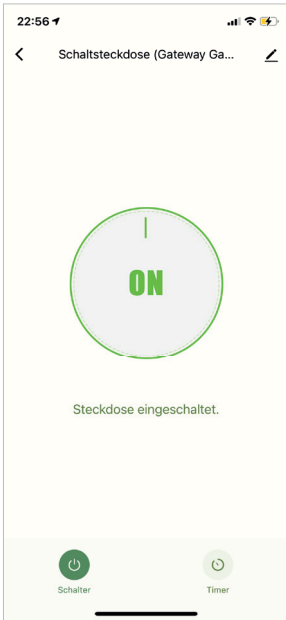 22:56
Schaltsteckdose (Gateway Ga...
ON
Steckdose eingeschaltet.
Schalter
Timer